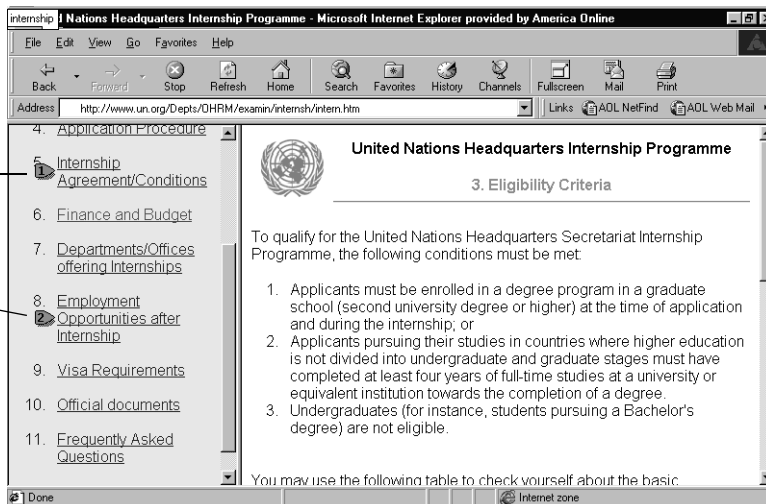 internship
d Nations Headquarters Internship Programme - Microsoft Internet Explorer provided by America Online
File Edit View Go Favorites Help
Back Forward Stop Refresh Home Search Favorites History Channels Fullscreen Mail Print
Address http://www.un.org/Depts/OHRM/examin/internsh/intern.htm Links AOL NetFind AOL Web Mail
4. Application Procedure
5. Internship
1
Agreement/Conditions
6. Finance and Budget
7. Departments/Offices
offering Internships
8. Employment
2
Opportunities after
Internship
9. Visa Requirements
10. Official documents
11. Frequently Asked
Questions
United Nations Headquarters Internship Programme
3. Eligibility Criteria
To qualify for the United Nations Headquarters Secretariat Internship
Programme, the following conditions must be met:
1. Applicants must be enrolled in a degree program in a graduate
school (second university degree or higher) at the time of application
and during the internship; or
2. Applicants pursuing their studies in countries where higher education
is not divided into undergraduate and graduate stages must have
completed at least four years of full-time studies at a university or
equivalent institution towards the completion of a degree.
3. Undergraduates (for instance, students pursuing a Bachelor's
degree) are not eligible.
You may use the following table to check yourself about the basic
Done Internet zone